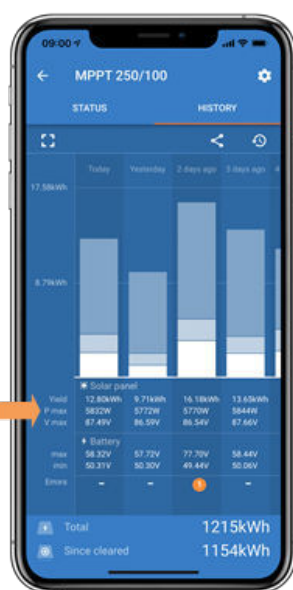 09:00
MPPT 250/100
STATUS HISTORY
Today Yesterday 2 days ago 3 days ago 4
17.58kWh
8.79kWh
Solar panel
Yield 12.80kWh 9.71kWh 16.18kWh 13.65kWh
P max 5832W 5772W 5770W 5844W
V max 87.49V 86.59V 86.54V 87.66V
Battery
max 58.32V 57.72V 77.70V 58.44V
min 50.31V 50.30V 49.44V 50.06V
Errors - - 1 -
Total 1215kWh
Since cleared 1154kWh